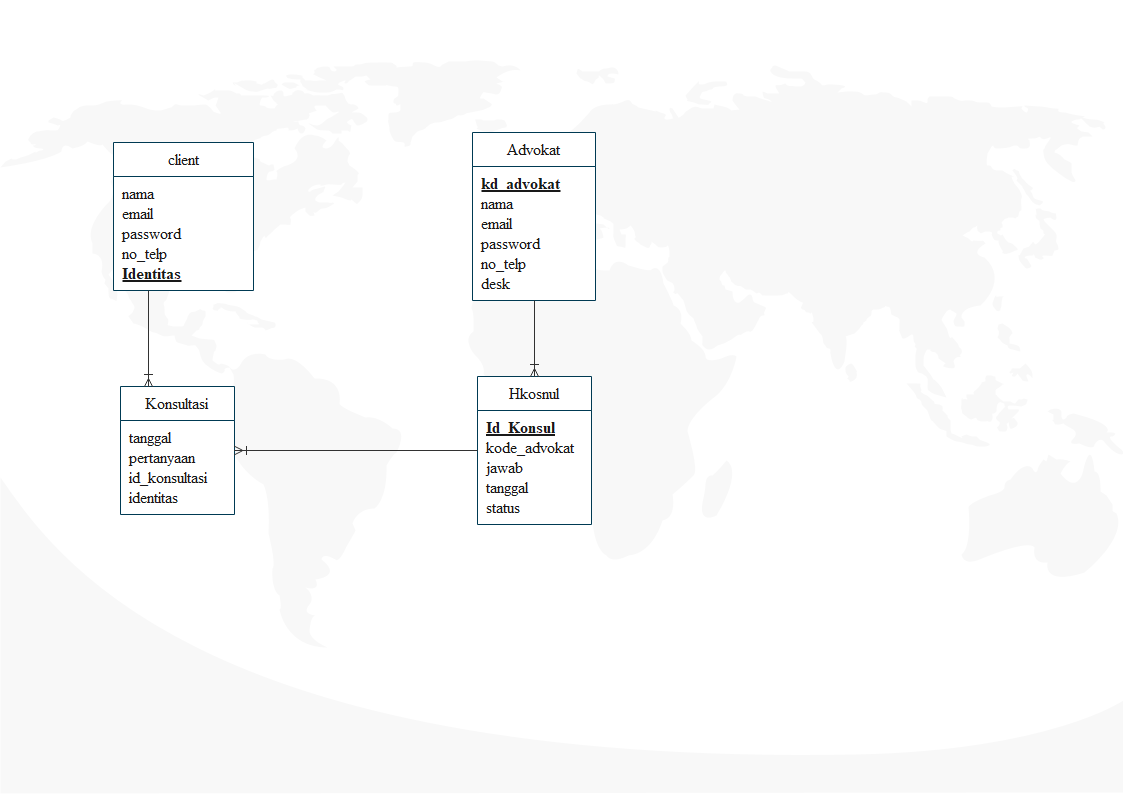 client
nama
email
password
no_telp
Identitas
Advokat
kd_advokat
nama
email
password
no_telp
desk
Konsultasi
tanggal
pertanyaan
id_konsultasi
identitas
Hkosnul
Id_Konsul
kode_advokat
jawab
tanggal
status